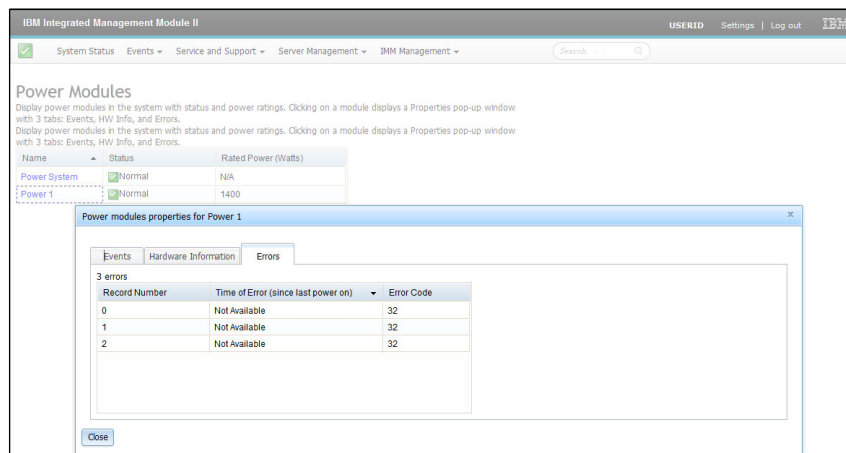 IBM Integrated Management Module II
USERID Settings | Log out IBM
System Status Events Service and Support Server Management IMM Management Search . . .
Power Modules
Display power modules in the system with status and power ratings. Clicking on a module displays a Properties pop-up window
with 3 tabs: Events, HW Info, and Errors.
Display power modules in the system with status and power ratings. Clicking on a module displays a Properties pop-up window
with 3 tabs: Events, HW Info, and Errors.
Name Status Rated Power (Watts)
Power System Normal N/A
Power 1 Normal 1400
Power modules properties for Power 1 x
Events Hardware Information Errors
3 errors
Record Number Time of Error (since last power on) Error Code
0 Not Available 32
1 Not Available 32
2 Not Available 32
Close